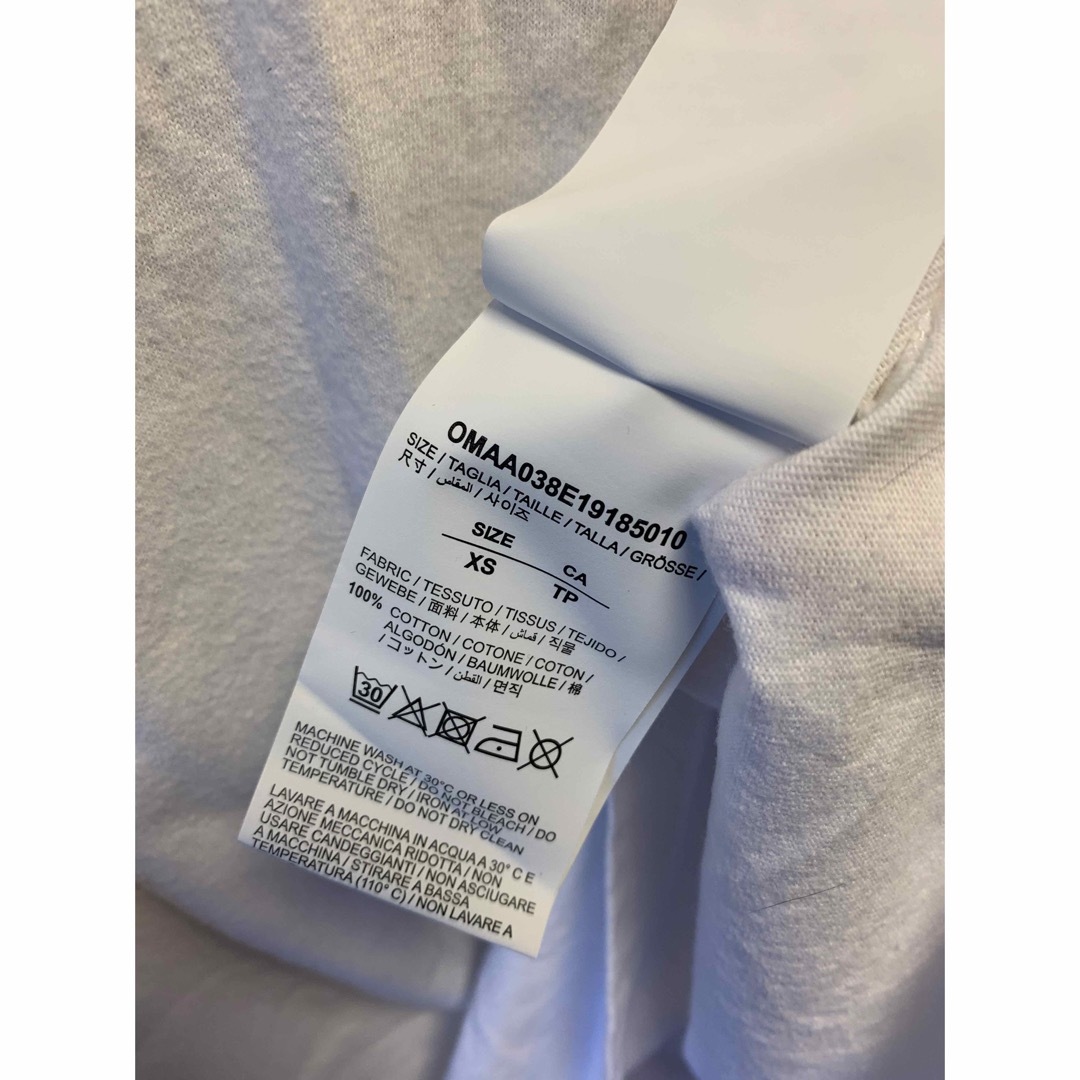 OMAA038E19185010
SIZE / TAGLIA / TAILLE / TALLA / GRÖSSE /
尺寸 / المقاس / 사이즈
SIZE CA
XS TP
FABRIC / TESSUTO / TISSUS / TEJIDO /
GEWEBE / 面料 / 本体 / قماش / 직물
100% COTTON / COTONE / COTON /
ALGODÓN / BAUMWOLLE / 棉
/ コットン / القطن / 면직
30
MACHINE WASH AT 30°C OR LESS ON
REDUCED CYCLE / DO NOT BLEACH / DO
NOT TUMBLE DRY / IRON AT LOW
TEMPERATURE / DO NOT DRY CLEAN
LAVARE A MACCHINA IN ACQUA A 30° C E
AZIONE MECCANICA RIDOTTA / NON
USARE CANDEGGIANTI / NON ASCIUGARE
A MACCHINA / STIRARE A BASSA
TEMPERATURA (110° C) / NON LAVARE A